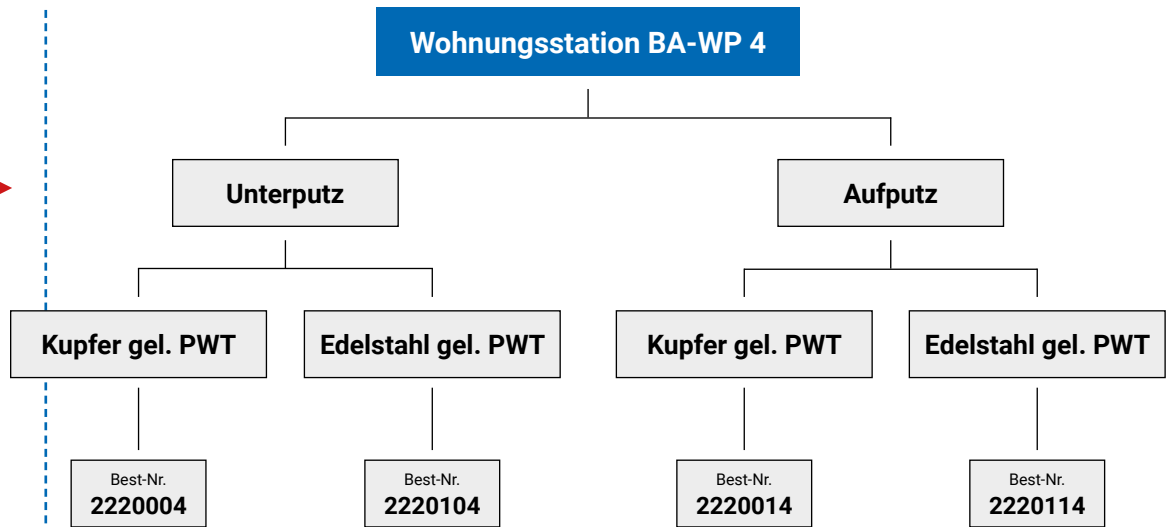 Wohnungsstation BA-WP 4
Unterputz
Aufputz
Kupfer gel. PWT
Edelstahl gel. PWT
Kupfer gel. PWT
Edelstahl gel. PWT
Best-Nr.
2220004
Best-Nr.
2220104
Best-Nr.
2220014
Best-Nr.
2220114